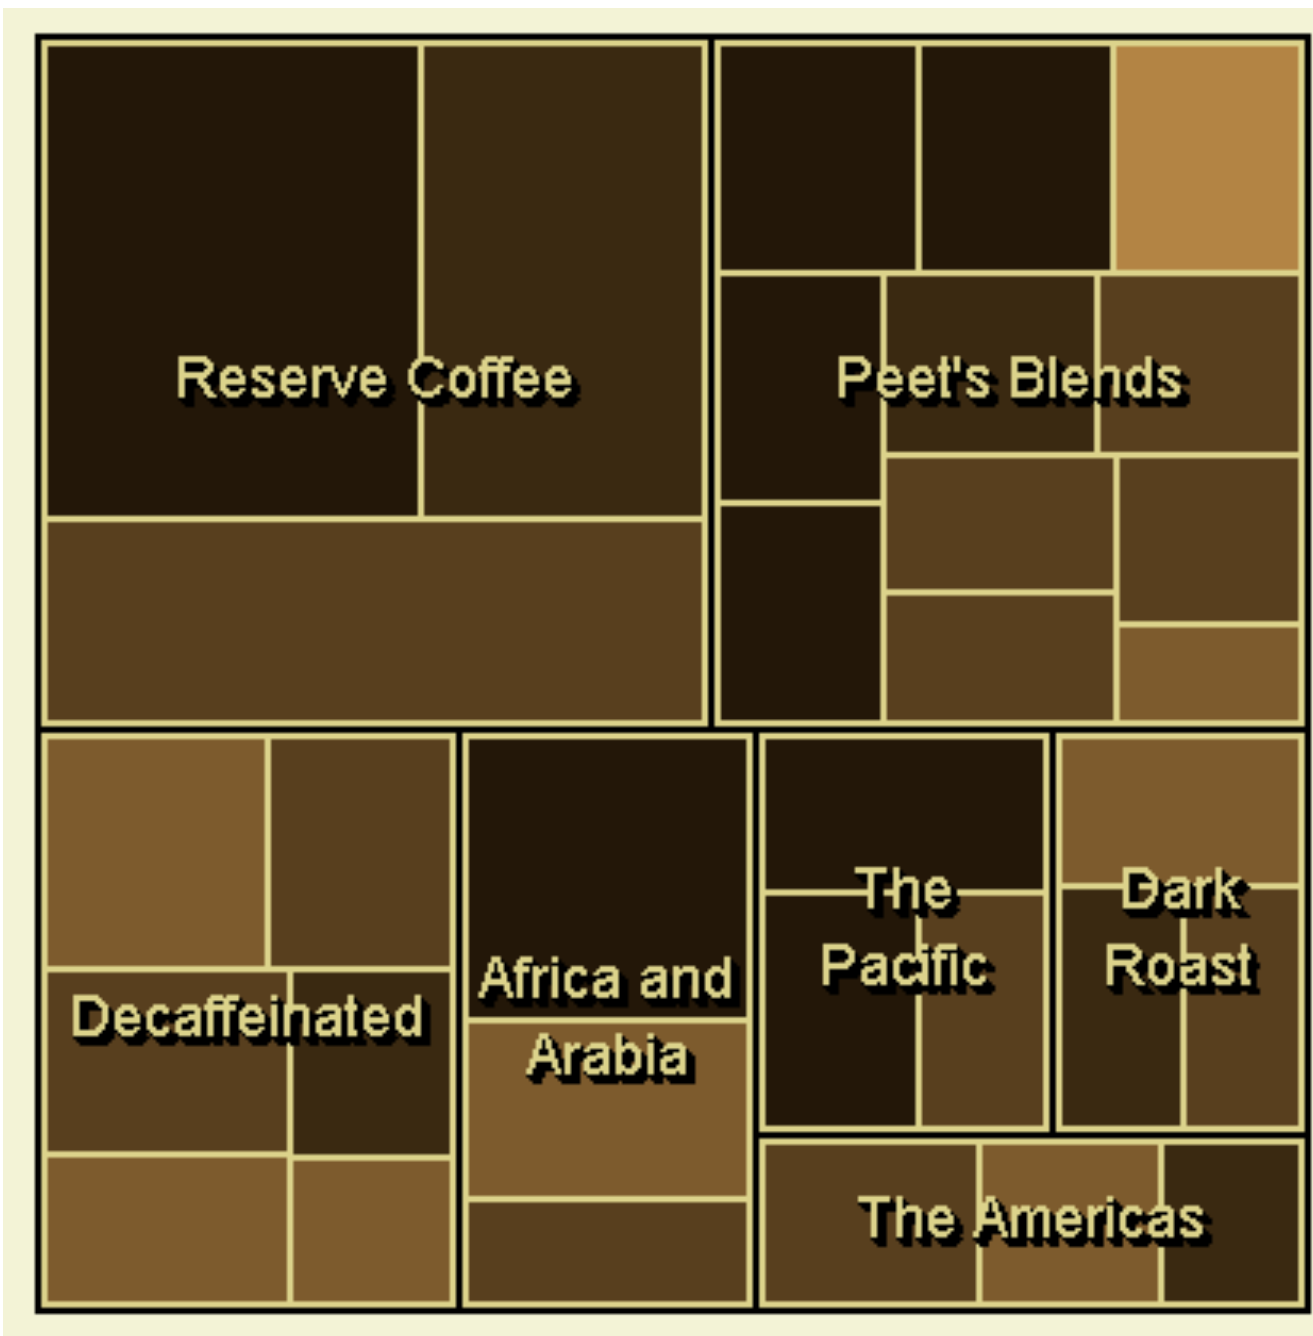 Reserve Coffee
Peet's Blends
Decaffeinated
Africa and
Arabia
The
Pacific
Dark
Roast
The Americas